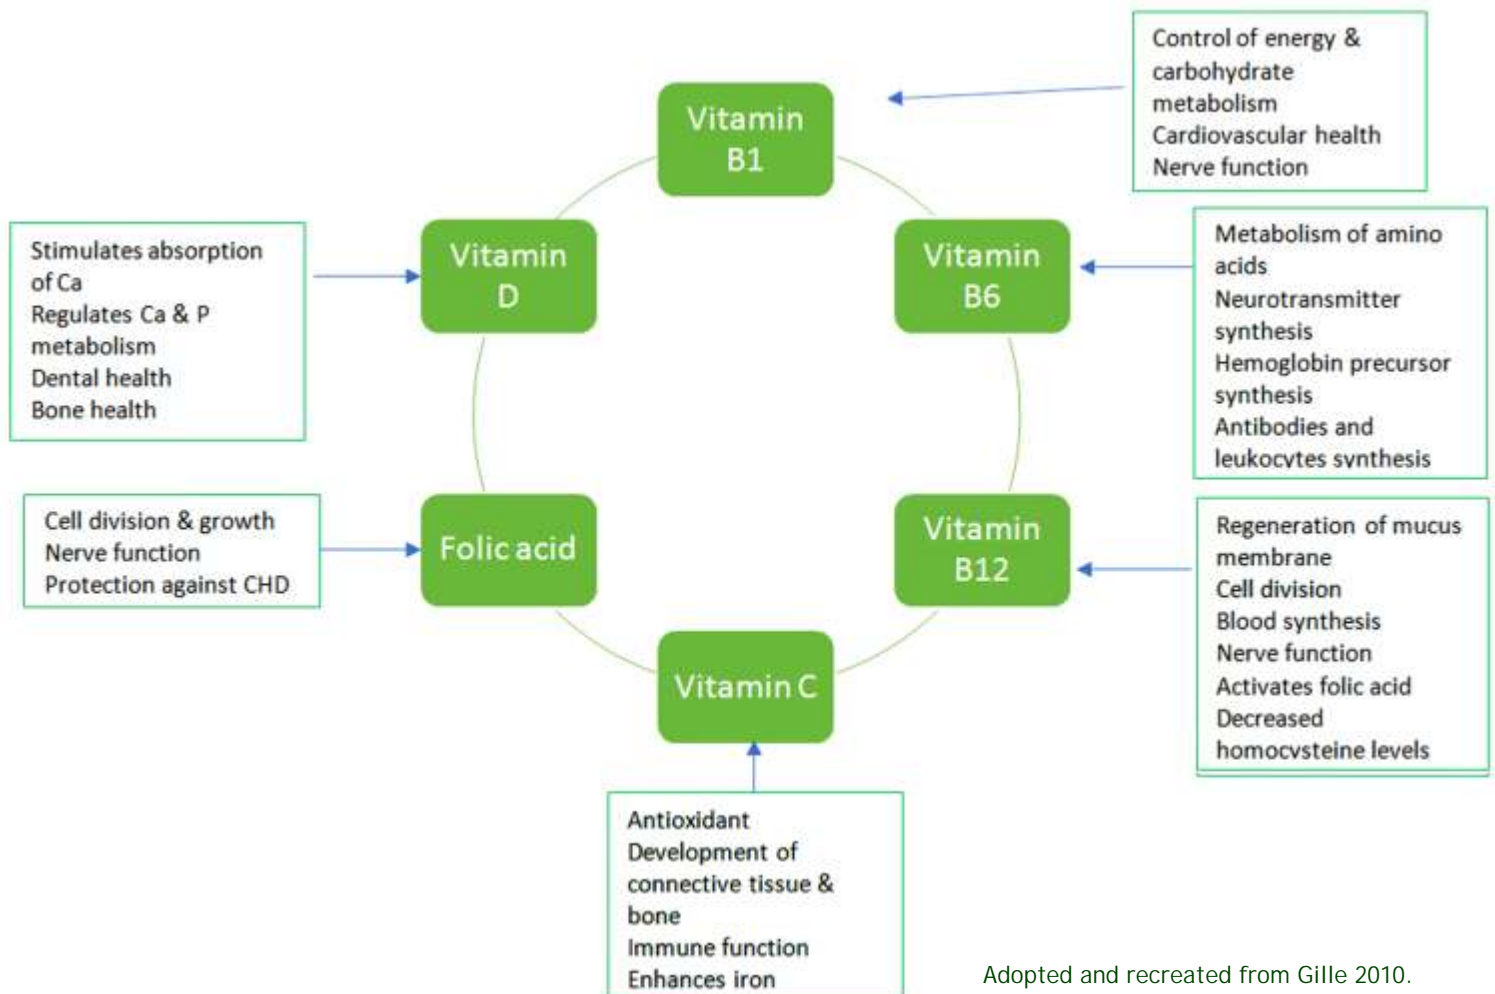 Vitamin
B1
Control of energy &
carbohydrate
metabolism
Cardiovascular health
Nerve function
Vitamin
B6
Metabolism of amino
acids
Neurotransmitter
synthesis
Hemoglobin precursor
synthesis
Antibodies and
leukocytes synthesis
Vitamin
B12
Regeneration of mucus
membrane
Cell division
Blood synthesis
Nerve function
Activates folic acid
Decreased
homocysteine levels
Vitamin C
Antioxidant
Development of
connective tissue &
bone
Immune function
Enhances iron
Folic acid
Cell division & growth
Nerve function
Protection against CHD
Vitamin
D
Stimulates absorption
of Ca
Regulates Ca & P
metabolism
Dental health
Bone health
Adopted and recreated from Gille 2010.